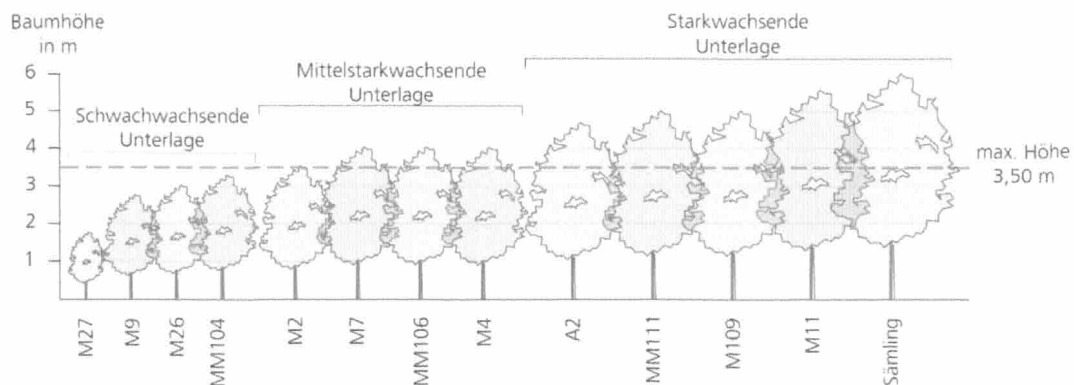 Baumhöhe
in m
Starkwachsende
Unterlage
Mittelstarkwachsende
Unterlage
Schwachwachsende
Unterlage
6
5
4
3
2
1
max. Höhe
3,50 m
M27
M9
M26
MM104
M2
M7
MM106
M4
A2
MM111
M109
M11
Sämling